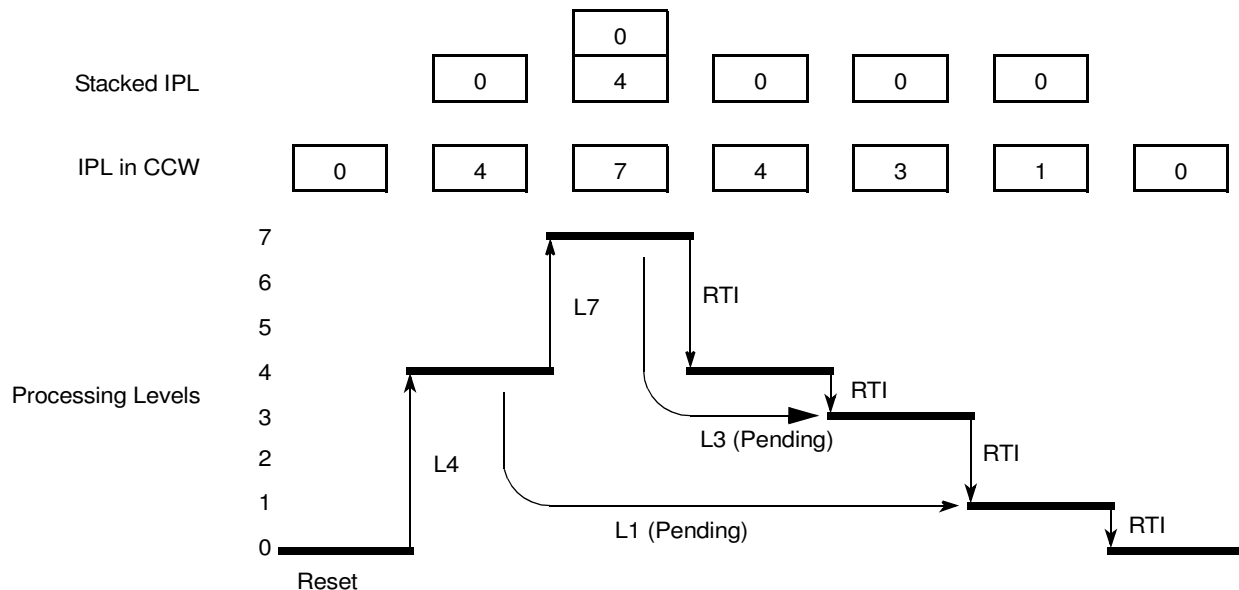 0
Stacked IPL 0 4 0 0 0
IPL in CCW 0 4 7 4 3 1 0
7
6
RTI
L7
5
4
Processing Levels
RTI
3
L3 (Pending)
RTI
2
L4
1
L1 (Pending)
RTI
0
Reset